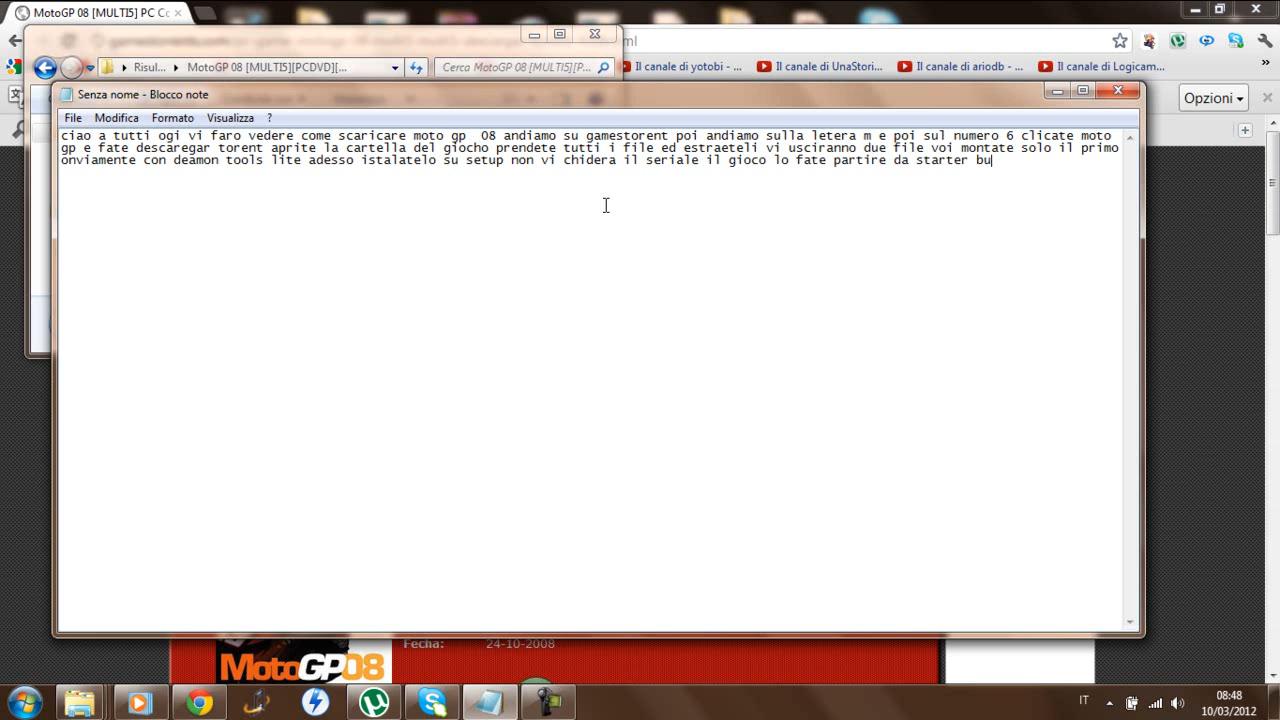 MotoGP 08 [MULTI5] PC Cc
ml
Risul...
MotoGP 08 [MULTI5][PCDVD][...
Cerca MotoGP 08 [MULTI5][P...
Il canale di yotobi - ...
Il canale di UnaStori...
Il canale di ariodb - ...
Il canale di Logicam...
Senza nome - Blocco note
Opzioni
File Modifica Formato Visualizza ?
ciao a tutti ogi vi faro vedere come scaricare moto gp  08 andiamo su gamestorent poi andiamo sulla letera m e poi sul numero 6 clicate moto
gp e fate descaregar torent aprite la cartella del giocho prendete tutti i file ed estraeteli vi usciranno due file voi montate solo il primo
onviamente con deamon tools lite adesso istalatelo su setup non vi chidera il seriale il gioco lo fate partire da starter bu
Fecha: 24-10-2008
MotoGP08
IT
08:48
10/03/2012